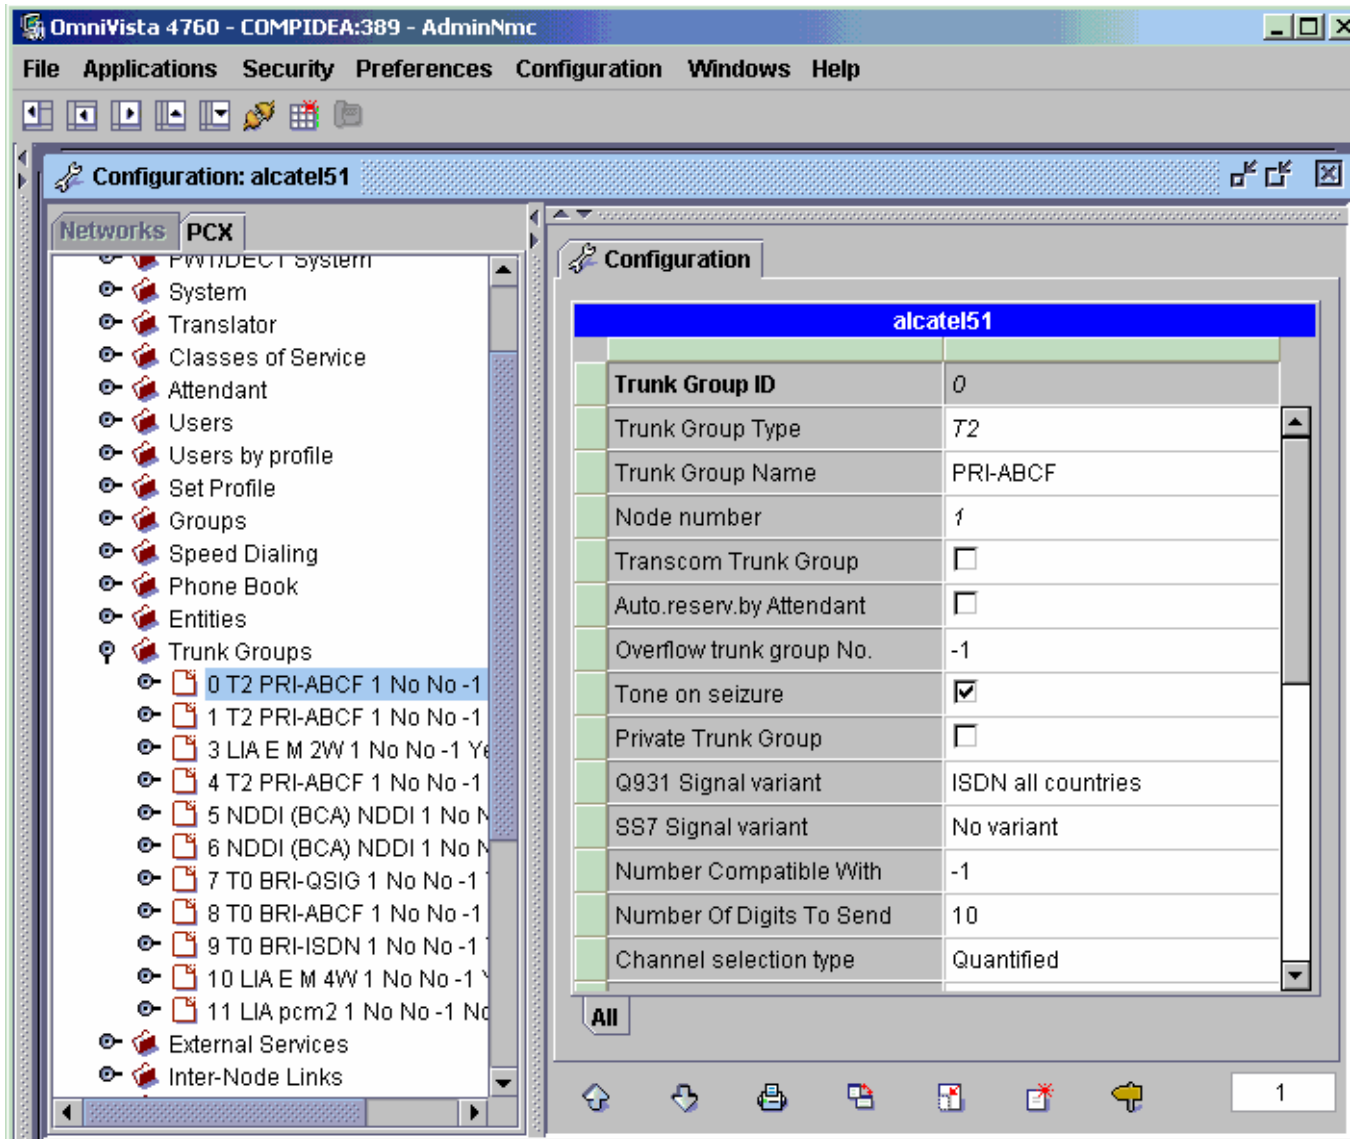 OmniVista 4760 - COMPIDEA:389 - AdminNmc
File Applications Security Preferences Configuration Windows Help
Configuration: alcatel51
Networks PCX
PWT/DECT System
System
Translator
Classes of Service
Attendant
Users
Users by profile
Set Profile
Groups
Speed Dialing
Phone Book
Entities
Trunk Groups
0 T2 PRI-ABCF 1 No No -1
1 T2 PRI-ABCF 1 No No -1
3 LIA E M 2W 1 No No -1 Ye
4 T2 PRI-ABCF 1 No No -1
5 NDDI (BCA) NDDI 1 No N
6 NDDI (BCA) NDDI 1 No N
7 T0 BRI-QSIG 1 No No -1
8 T0 BRI-ABCF 1 No No -1
9 T0 BRI-ISDN 1 No No -1
10 LIA E M 4W 1 No No -1
11 LIA pcm2 1 No No -1 No
External Services
Inter-Node Links
Configuration
alcatel51
Trunk Group ID 0
Trunk Group Type T2
Trunk Group Name PRI-ABCF
Node number 1
Transcom Trunk Group
Auto.reserv.by Attendant
Overflow trunk group No. -1
Tone on seizure
Private Trunk Group
Q931 Signal variant ISDN all countries
SS7 Signal variant No variant
Number Compatible With -1
Number Of Digits To Send 10
Channel selection type Quantified
All
1